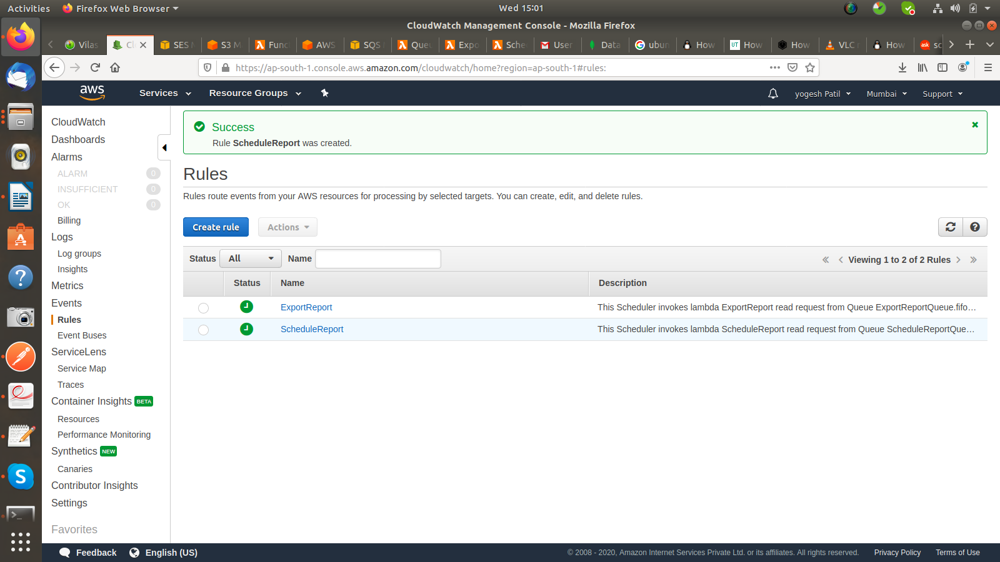 Activities
Firefox Web Browser
Wed 15:01
CloudWatch Management Console - Mozilla Firefox
Vilas
SES
S3 M
Func
AWS
SQS
Que
Expo
Sche
User
Data
ubun
How
UT
How
How
VLC
How
ask
sc
https://ap-south-1.console.aws.amazon.com/cloudwatch/home?region=ap-south-1#rules:
aws
Services
Resource Groups
yogesh Patil
Mumbai
Support
CloudWatch
Dashboards
Alarms
ALARM 0
INSUFFICIENT 0
OK 0
Billing
Logs
Log groups
Insights
Metrics
Events
Rules
Event Buses
ServiceLens
Service Map
Traces
Container Insights BETA
Resources
Performance Monitoring
Synthetics NEW
Canaries
Contributor Insights
Settings
Favorites
Success
Rule ScheduleReport was created.
Rules
Rules route events from your AWS resources for processing by selected targets. You can create, edit, and delete rules.
Create rule
Actions
Status All Name
Viewing 1 to 2 of 2 Rules
Status Name Description
ExportReport This Scheduler invokes lambda ExportReport read request from Queue ExportReportQueue.fifo…
ScheduleReport This Scheduler invokes lambda ScheduleReport read request from Queue ScheduleReportQue…
Feedback
English (US)
© 2008 - 2020, Amazon Internet Services Private Ltd. or its affiliates. All rights reserved.
Privacy Policy
Terms of Use